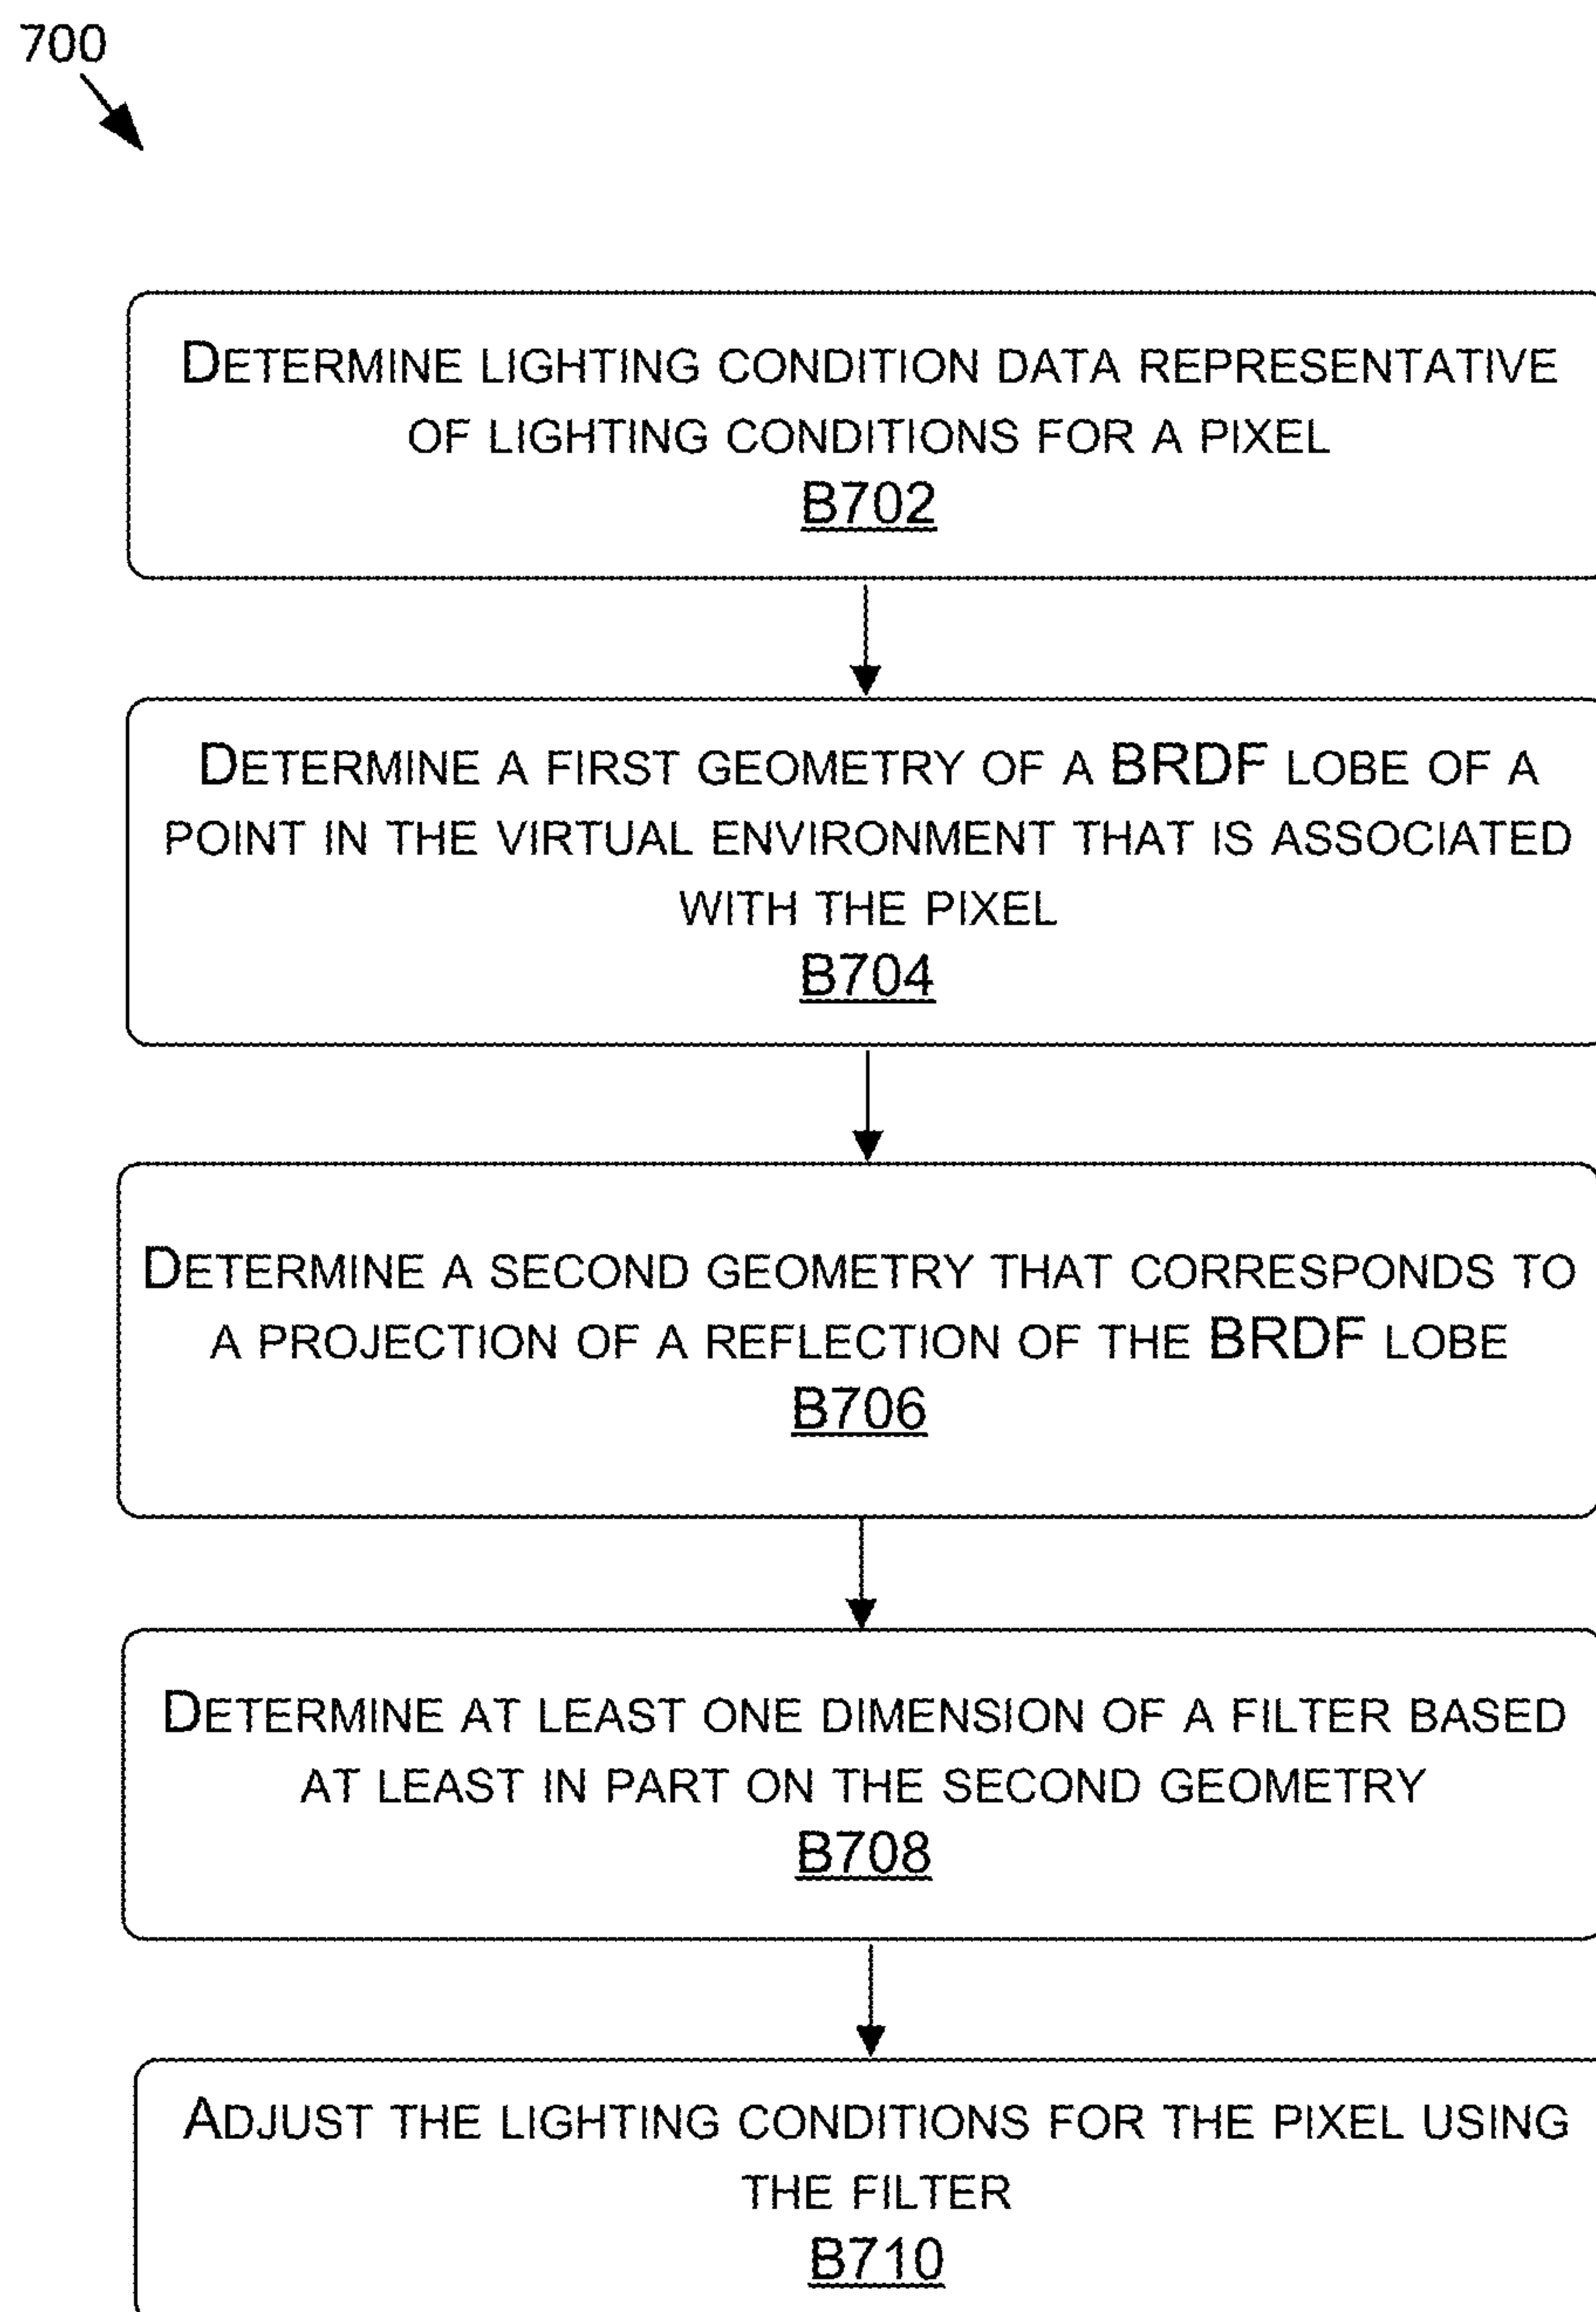 700
DETERMINE LIGHTING CONDITION DATA REPRESENTATIVE
OF LIGHTING CONDITIONS FOR A PIXEL
B702
DETERMINE A FIRST GEOMETRY OF A BRDF LOBE OF A
POINT IN THE VIRTUAL ENVIRONMENT THAT IS ASSOCIATED
WITH THE PIXEL
B704
DETERMINE A SECOND GEOMETRY THAT CORRESPONDS TO
A PROJECTION OF A REFLECTION OF THE BRDF LOBE
B706
DETERMINE AT LEAST ONE DIMENSION OF A FILTER BASED
AT LEAST IN PART ON THE SECOND GEOMETRY
B708
ADJUST THE LIGHTING CONDITIONS FOR THE PIXEL USING
THE FILTER
B710